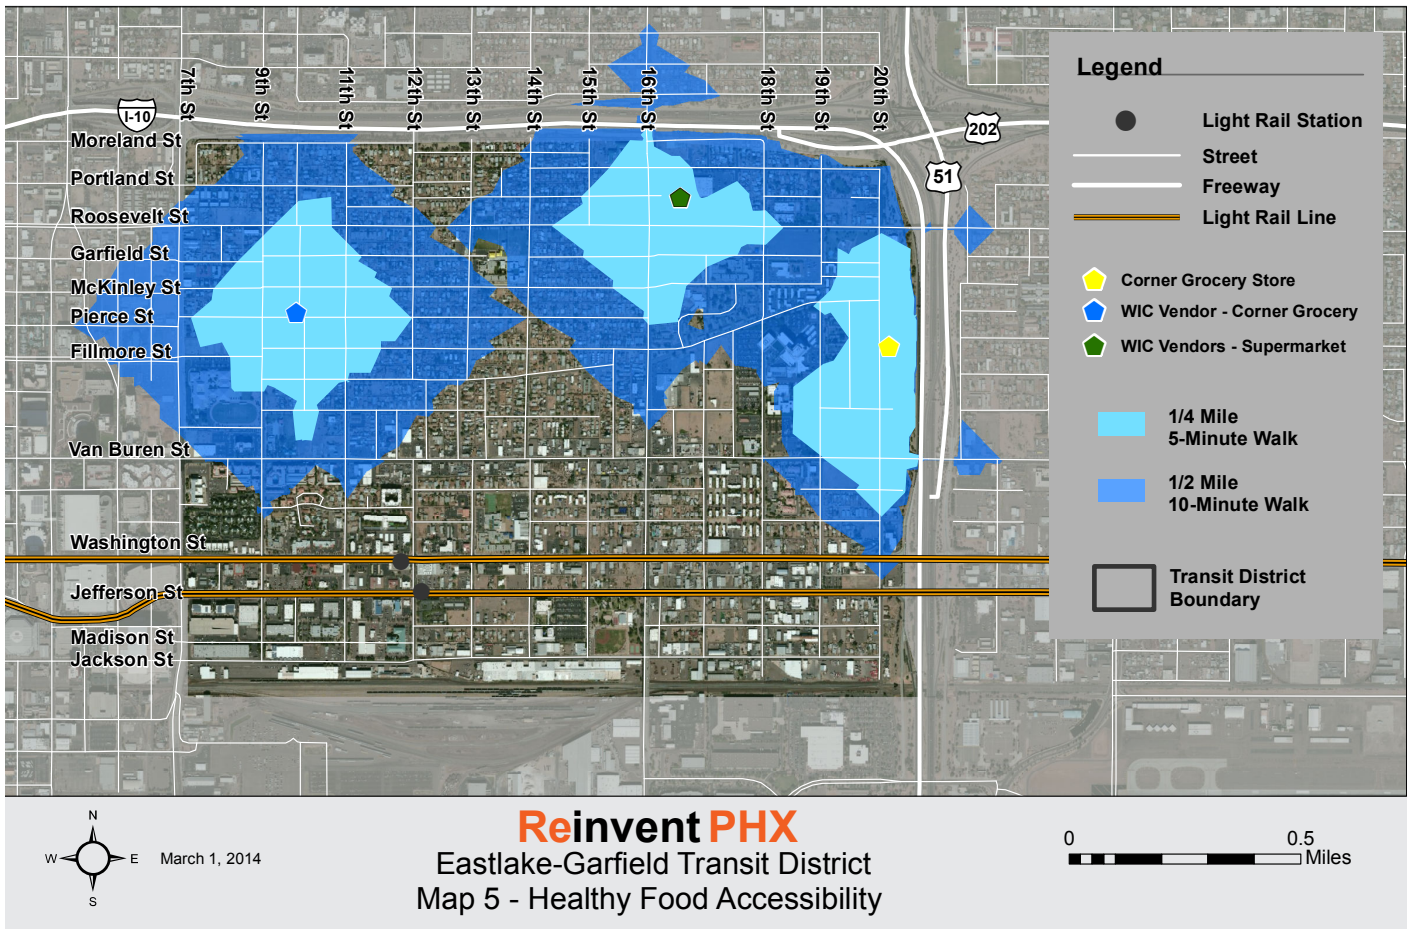 7th St
9th St
11th St
12th St
13th St
14th St
15th St
16th St
18th St
19th St
20th St
I-10
202
51
Moreland St
Portland St
Roosevelt St
Garfield St
McKinley St
Pierce St
Fillmore St
Van Buren St
Washington St
Jefferson St
Madison St
Jackson St
Legend
Light Rail Station
Street
Freeway
Light Rail Line
Corner Grocery Store
WIC Vendor - Corner Grocery
WIC Vendors - Supermarket
1/4 Mile
5-Minute Walk
1/2 Mile
10-Minute Walk
Transit District
Boundary
N
W E
S
March 1, 2014
Reinvent PHX
Eastlake-Garfield Transit District
Map 5 - Healthy Food Accessibility
0 0.5
Miles